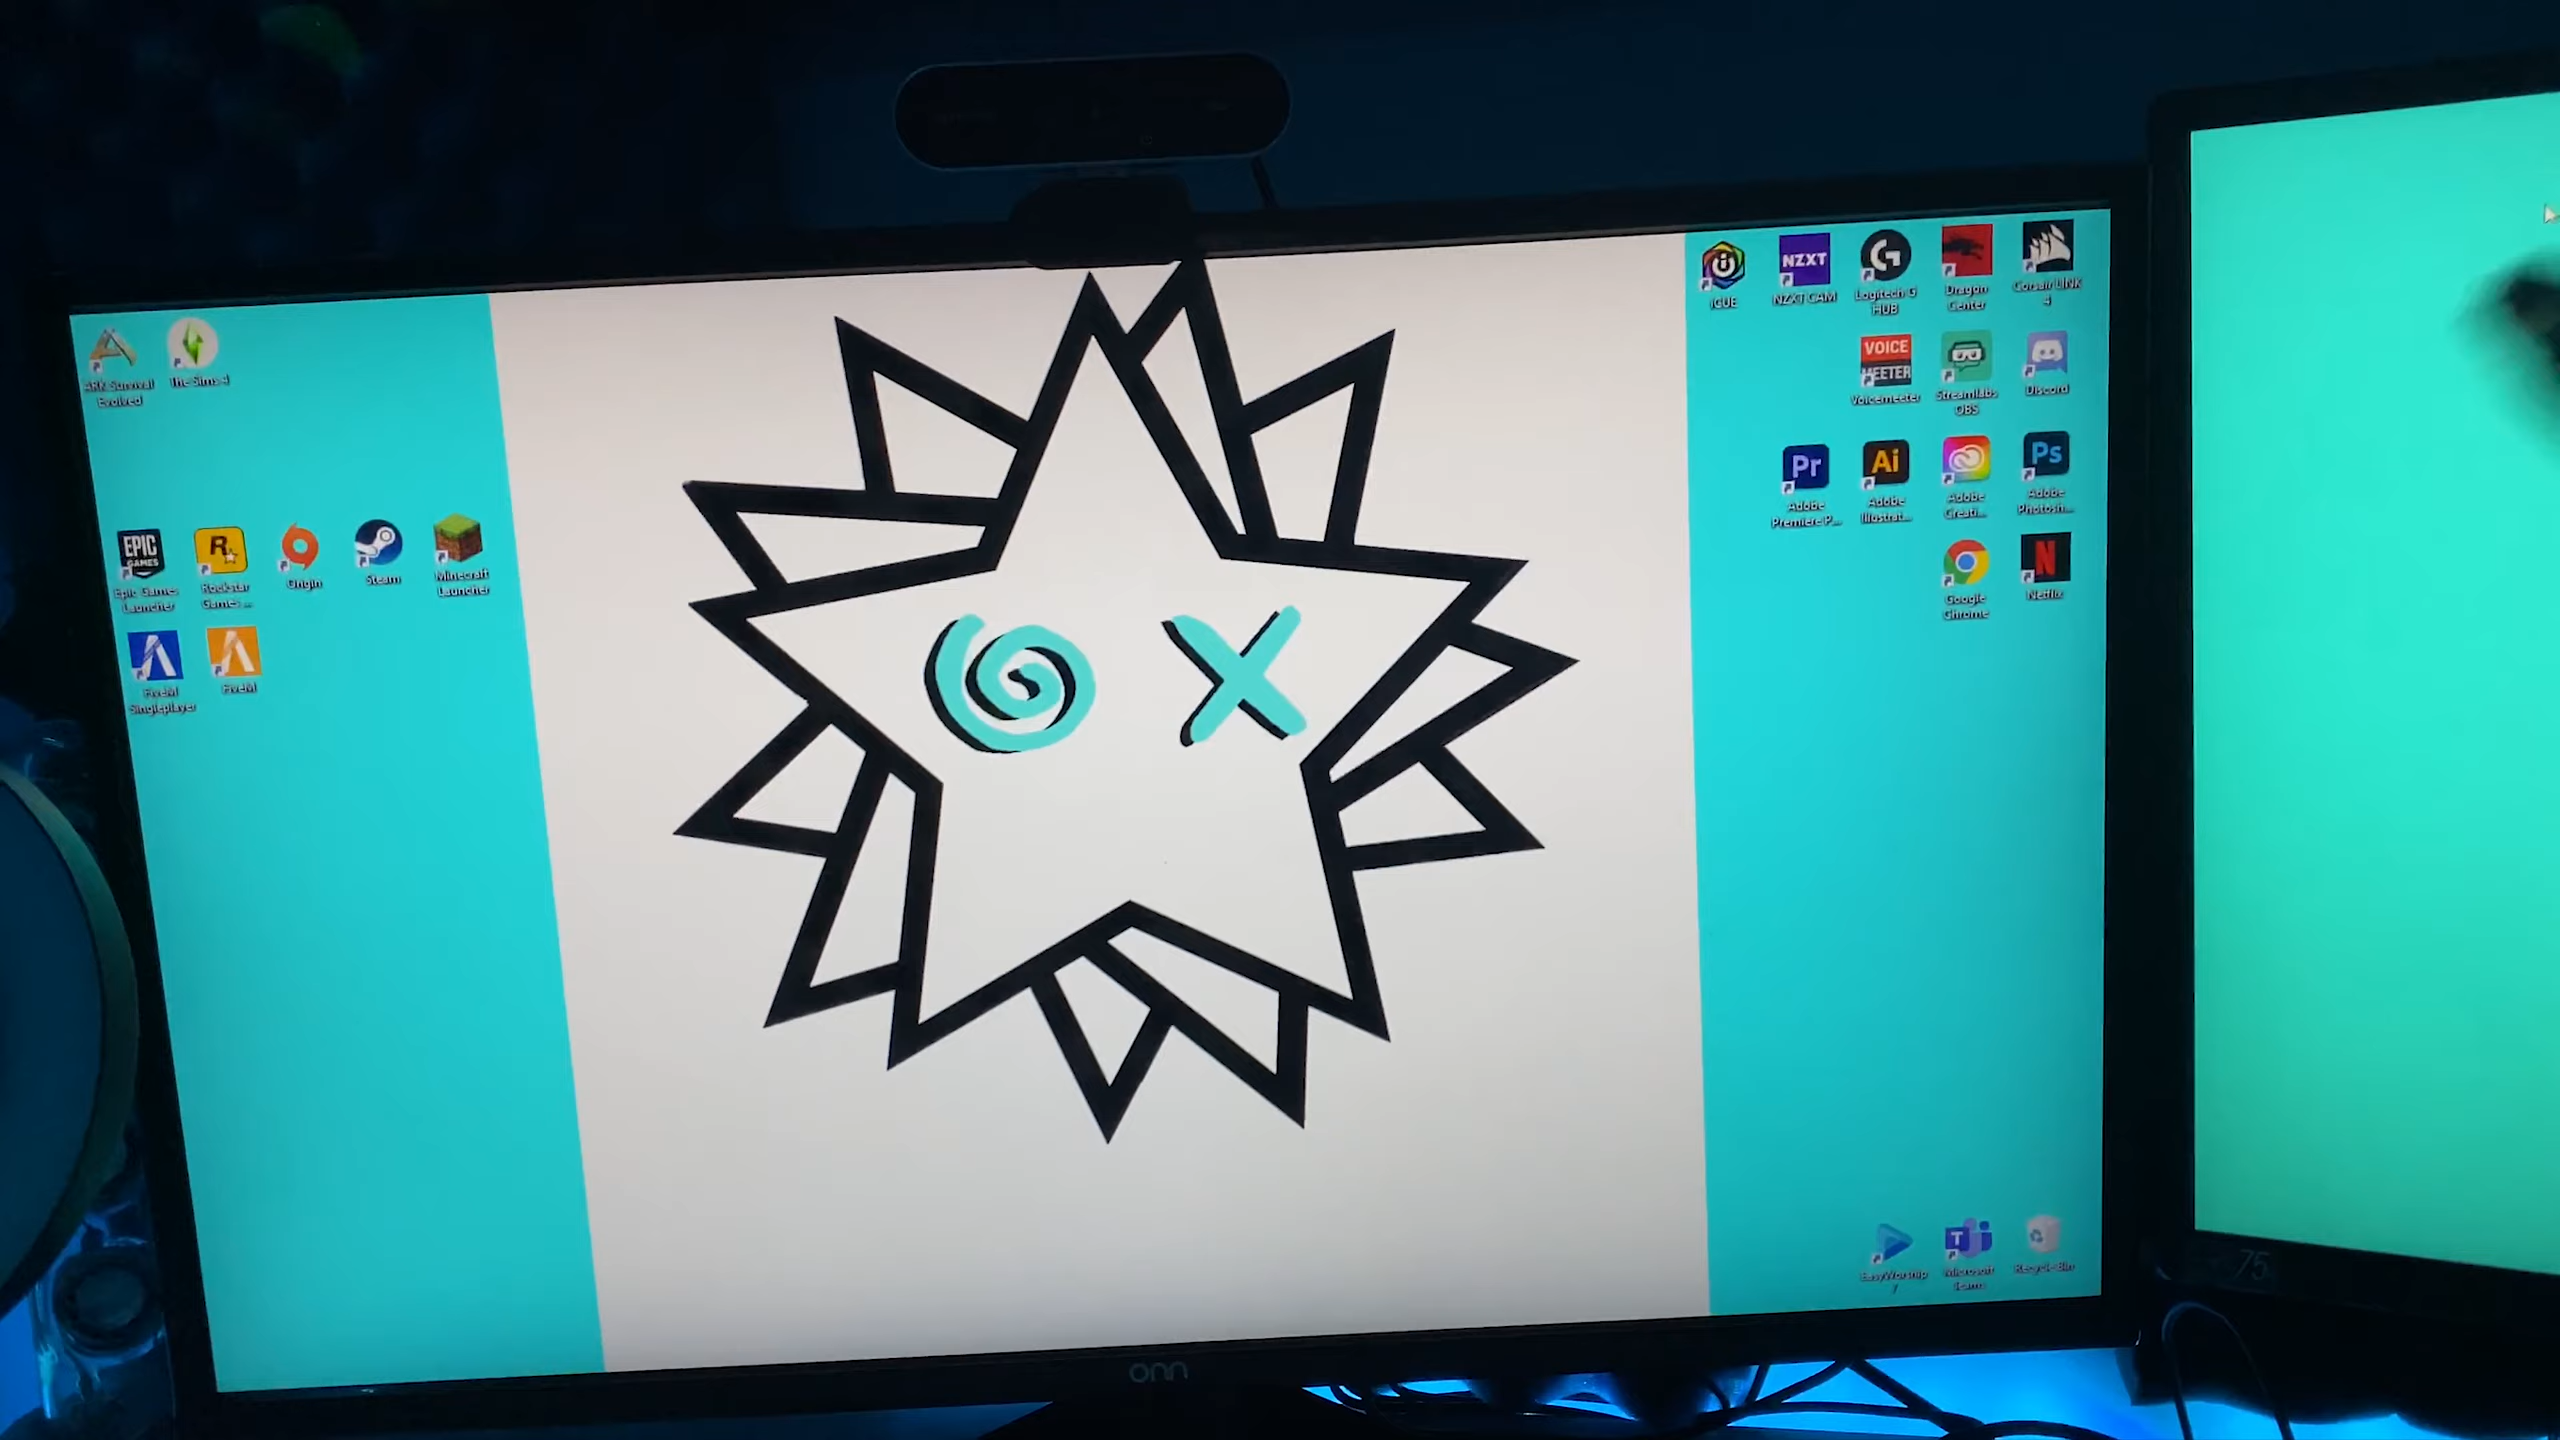 ARK Survival
Evolved
The Sims 4
EPIC
GAMES
Epic Games
Launcher
R
Rockstar
Games ...
Origin
Steam
Minecraft
Launcher
FiveM
Singleplayer
FiveM
iCUE
NZXT
NZXT CAM
G
Logitech G
HUB
Dragon
Center
Corsair LINK
4
VOICE
MEETER
Voicemeeter
Streamlabs
OBS
Discord
Pr
Adobe
Premiere P...
Ai
Adobe
Illustrat...
Adobe
Creati...
Ps
Adobe
Photosh...
Google
Chrome
N
Netflix
EasyWorship
7
T
Microsoft
Teams
Recycle Bin
onn
75